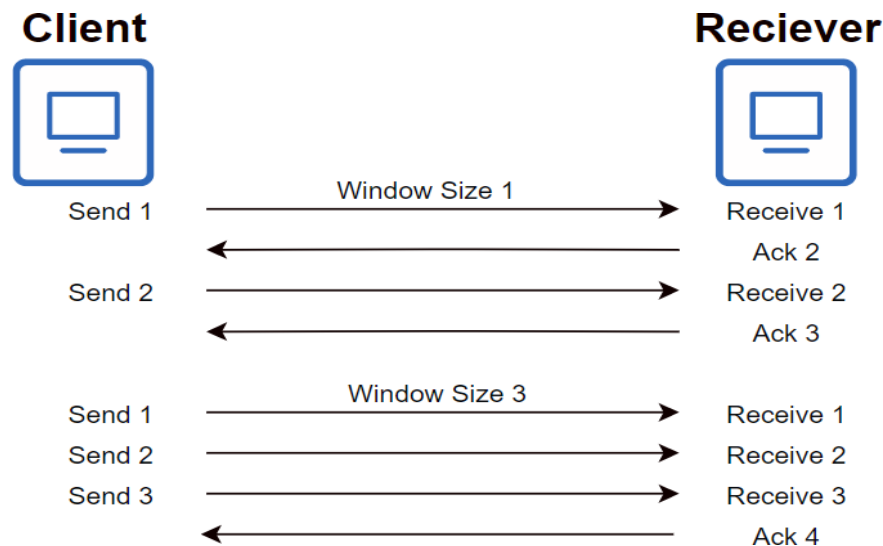 Client Reciever
Window Size 1
Send 1 Receive 1
Ack 2
Send 2 Receive 2
Ack 3
Window Size 3
Send 1 Receive 1
Send 2 Receive 2
Send 3 Receive 3
Ack 4